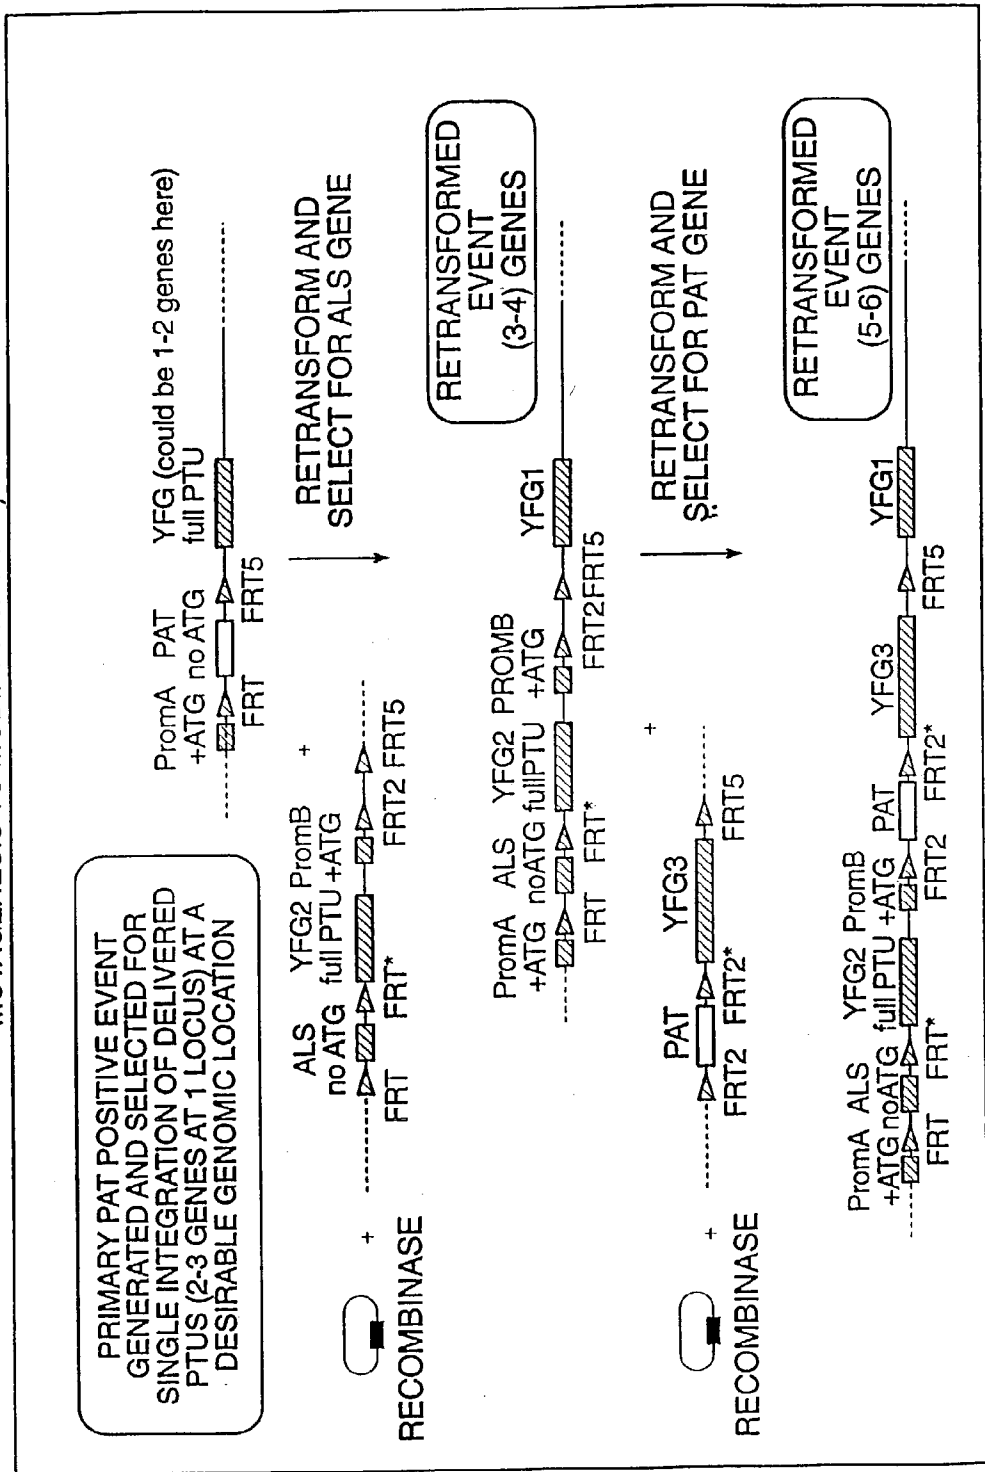 PRIMARY PAT POSITIVE EVENT
GENERATED AND SELECTED FOR
SINGLE INTEGRATION OF DELIVERED
PTUS (2-3 GENES AT 1 LOCUS) AT A
DESIRABLE GENOMIC LOCATION
PromA PAT YFG (could be 1-2 genes here)
+ATG no ATG full PTU
FRT FRT5
RETRANSFORM AND
SELECT FOR ALS GENE
ALS YFG2 PromB +
no ATG full PTU +ATG
+
FRT FRT* FRT2 FRT5
RECOMBINASE
RETRANSFORMED
EVENT
(3-4) GENES
PromA ALS YFG2 PROMB
+ATG noATG fullPTU +ATG YFG1
FRT FRT* FRT2FRT5
RETRANSFORM AND
SELECT FOR PAT GENE
+
PAT YFG3
+
FRT2 FRT2* FRT5
RECOMBINASE
RETRANSFORMED
EVENT
(5-6) GENES
PromA ALS YFG2 PromB
+ATG noATG full PTU +ATG PAT YFG3 YFG1
FRT FRT* FRT2 FRT2* FRT5